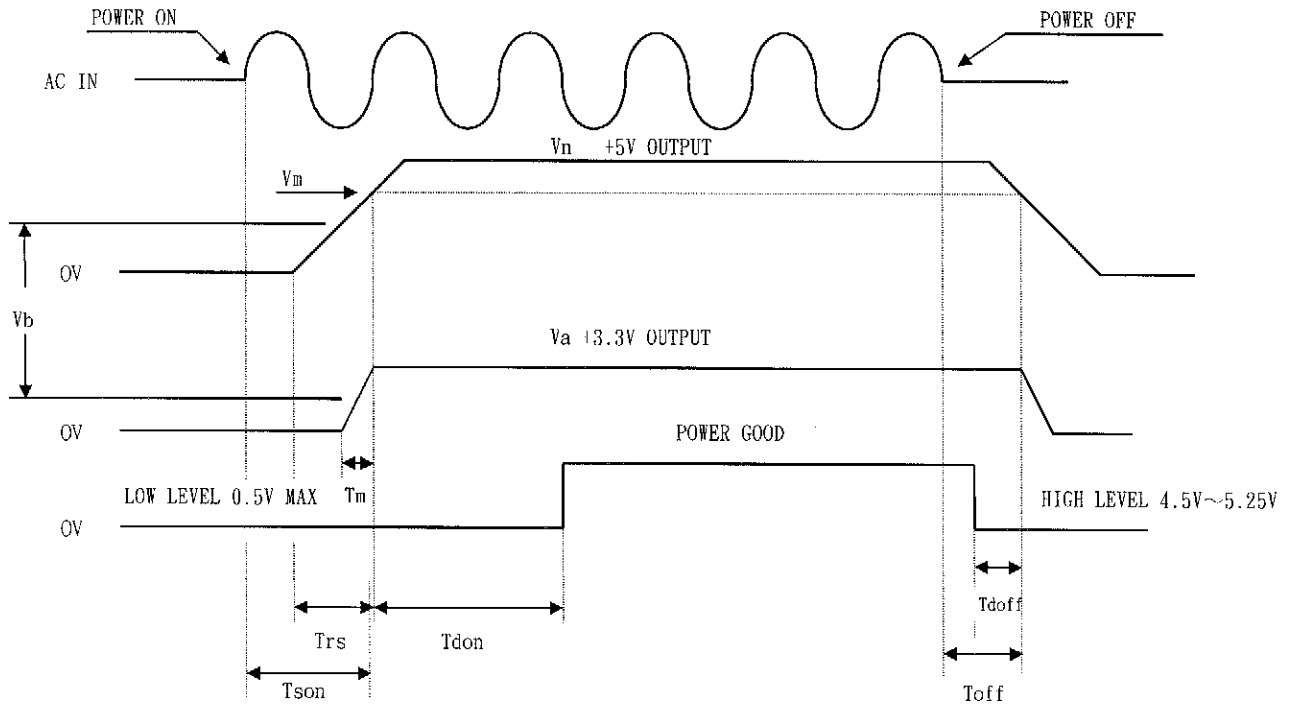 POWER ON
POWER OFF
AC IN
Vn +5V OUTPUT
Vm
0V
Vb
Va +3.3V OUTPUT
0V
POWER GOOD
LOW LEVEL 0.5V MAX
Tm
HIGH LEVEL 4.5V~5.25V
0V
Tdoff
Trs
Tdon
Tson
Toff